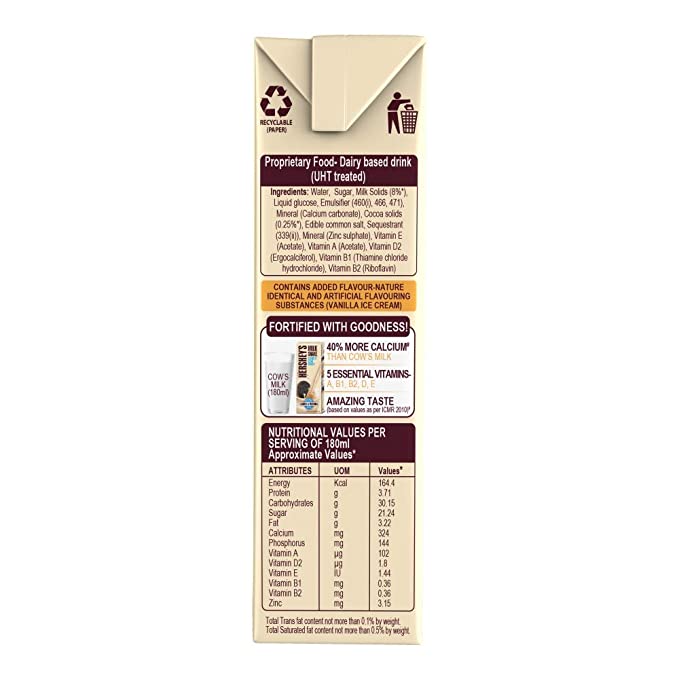 RECYCLABLE
(PAPER)
Proprietary Food- Dairy based drink
(UHT treated)
Ingredients: Water, Sugar, Milk Solids (8%*),
Liquid glucose, Emulsifier (460(i), 466, 471),
Mineral (Calcium carbonate), Cocoa solids
(0.25%*), Edible common salt, Sequestrant
(339(ii)), Mineral (Zinc sulphate), Vitamin E
(Acetate), Vitamin A (Acetate), Vitamin D2
(Ergocalciferol), Vitamin B1 (Thiamine chloride
hydrochloride), Vitamin B2 (Riboflavin)
CONTAINS ADDED FLAVOUR-NATURE
IDENTICAL AND ARTIFICIAL FLAVOURING
SUBSTANCES (VANILLA ICE CREAM)
FORTIFIED WITH GOODNESS!
COW'S
MILK
(180ml)
HERSHEY'S
MILK
SHAKE
40% MORE CALCIUM#
THAN COW'S MILK
5 ESSENTIAL VITAMINS-
A, B1, B2, D, E
AMAZING TASTE
(based on values as per ICMR 2010)#
NUTRITIONAL VALUES PER
SERVING OF 180ml
Approximate Values*
ATTRIBUTES UOM Values*
Energy Kcal 164.4
Protein g 3.71
Carbohydrates g 30.15
Sugar g 21.24
Fat g 3.22
Calcium mg 324
Phosphorus mg 144
Vitamin A µg 102
Vitamin D2 µg 1.8
Vitamin E IU 1.44
Vitamin B1 mg 0.36
Vitamin B2 mg 0.36
Zinc mg 3.15
Total Trans fat content not more than 0.1% by weight.
Total Saturated fat content not more than 0.5% by weight.